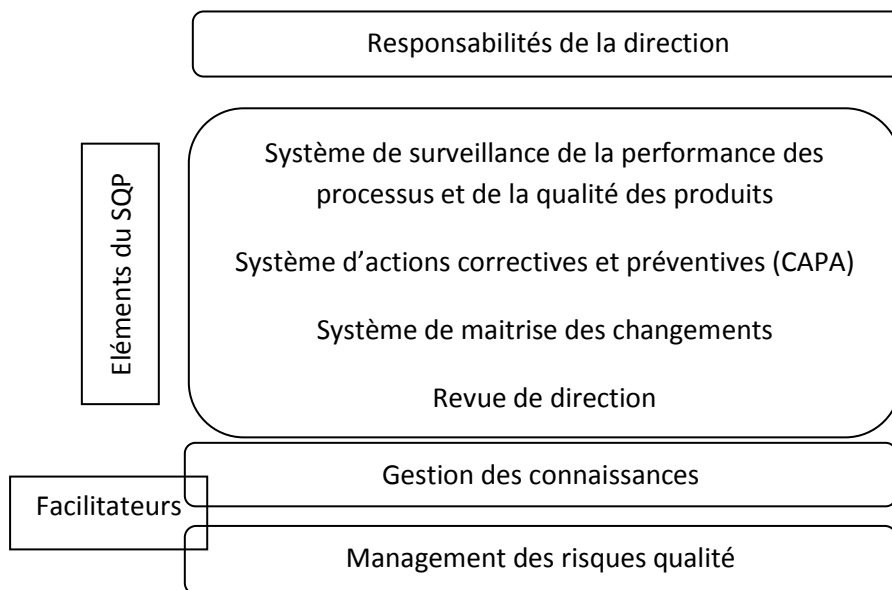 Responsabilités de la direction
Eléments du SQP
Système de surveillance de la performance des
processus et de la qualité des produits
Système d’actions correctives et préventives (CAPA)
Système de maitrise des changements
Revue de direction
Facilitateurs
Gestion des connaissances
Management des risques qualité